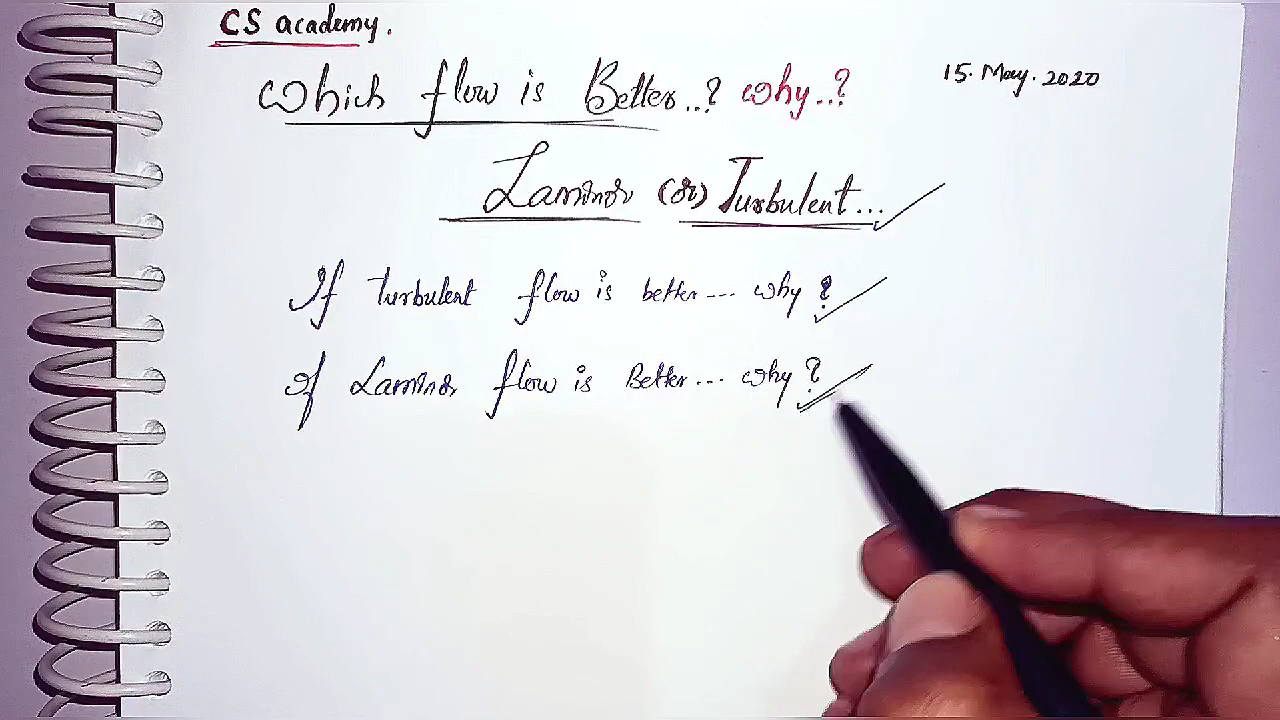 CS academy.
15. May. 2020
Which flow is Better..? why..?
Laminar (or) Turbulent...
If turbulent flow is better... why ?
If Laminar flow is Better... why ?